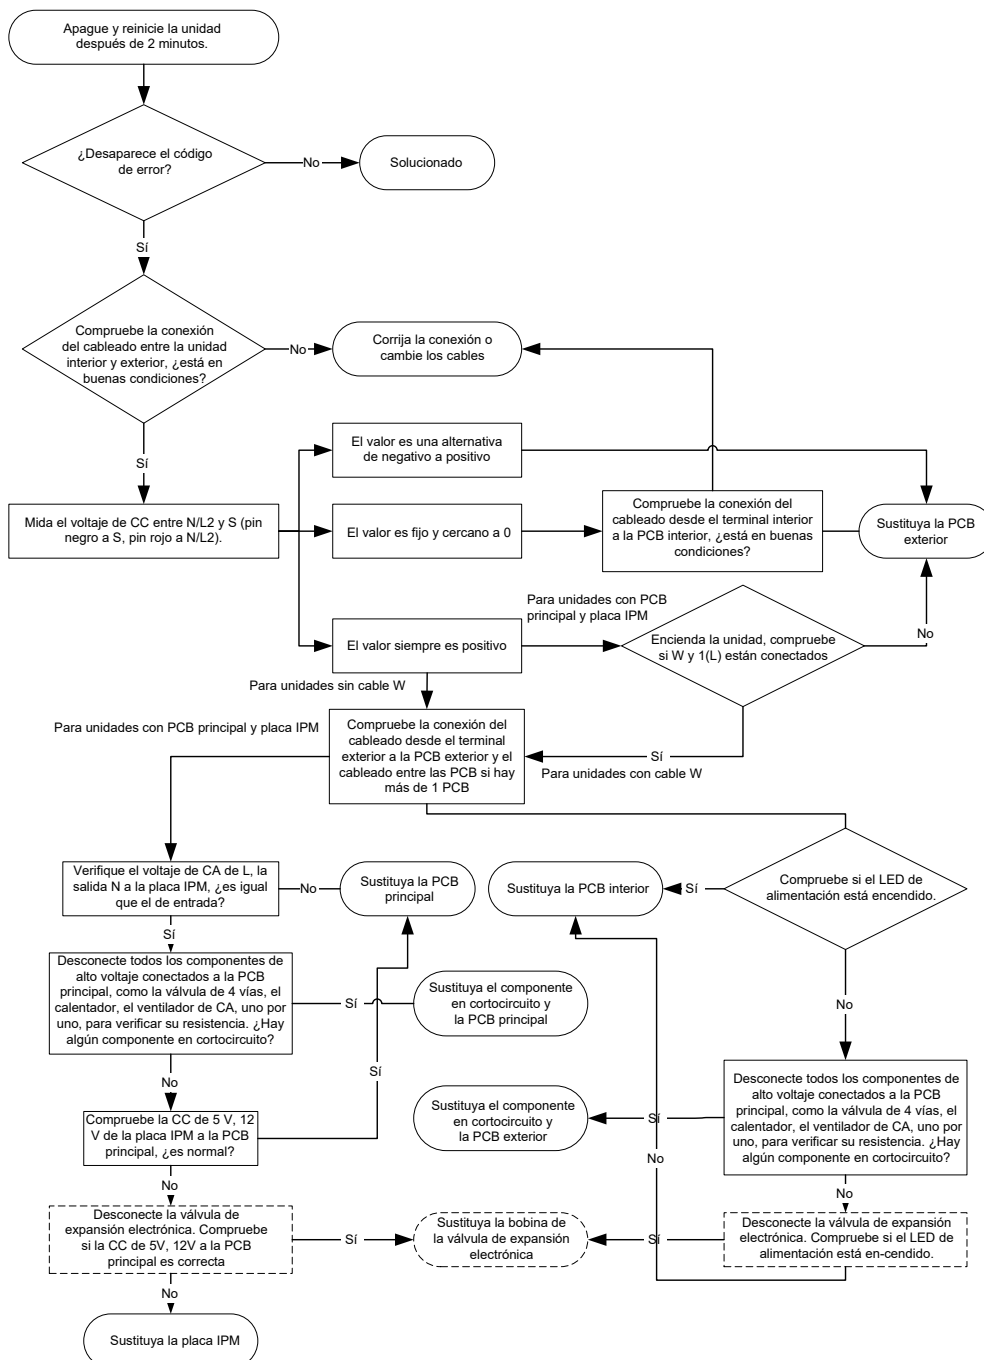 Apague y reinicie la unidad
después de 2 minutos.
¿Desaparece el código
de error?
No
Solucionado
Sí
Compruebe la conexión
del cableado entre la unidad
interior y exterior, ¿está en
buenas condiciones?
No
Corrija la conexión o
cambie los cables
Sí
Mida el voltaje de CC entre N/L2 y S (pin
negro a S, pin rojo a N/L2).
El valor es una alternativa
de negativo a positivo
El valor es fijo y cercano a 0
Compruebe la conexión del
cableado desde el terminal interior
a la PCB interior, ¿está en buenas
condiciones?
Sustituya la PCB
exterior
El valor siempre es positivo
Para unidades con PCB
principal y placa IPM
Encienda la unidad, compruebe
si W y 1(L) están conectados
No
Para unidades sin cable W
Para unidades con PCB principal y placa IPM
Compruebe la conexión del
cableado desde el terminal
exterior a la PCB exterior y el
cableado entre las PCB si hay
más de 1 PCB
Sí
Para unidades con cable W
Verifique el voltaje de CA de L, la
salida N a la placa IPM, ¿es igual
que el de entrada?
No
Sustituya la PCB
principal
Sustituya la PCB interior
Sí
Compruebe si el LED de
alimentación está encendido.
Sí
Desconecte todos los componentes de
alto voltaje conectados a la PCB
principal, como la válvula de 4 vías, el
calentador, el ventilador de CA, uno por
uno, para verificar su resistencia. ¿Hay
algún componente en cortocircuito?
Sí
Sustituya el componente
en cortocircuito y
la PCB principal
No
No
Sí
Compruebe la CC de 5 V, 12
V de la placa IPM a la PCB
principal, ¿es normal?
Sustituya el componente
en cortocircuito y
la PCB exterior
Sí
Desconecte todos los componentes de
alto voltaje conectados a la PCB
principal, como la válvula de 4 vías, el
calentador, el ventilador de CA, uno por
uno, para verificar su resistencia. ¿Hay
algún componente en cortocircuito?
No
No
No
Desconecte la válvula de
expansión electrónica. Compruebe
si la CC de 5V, 12V a la PCB
principal es correcta
Sí
Sustituya la bobina de
la válvula de expansión
electrónica
Sí
Desconecte la válvula de expansión
electrónica. Compruebe si el LED de
alimentación está en-cendido.
No
Sustituya la placa IPM